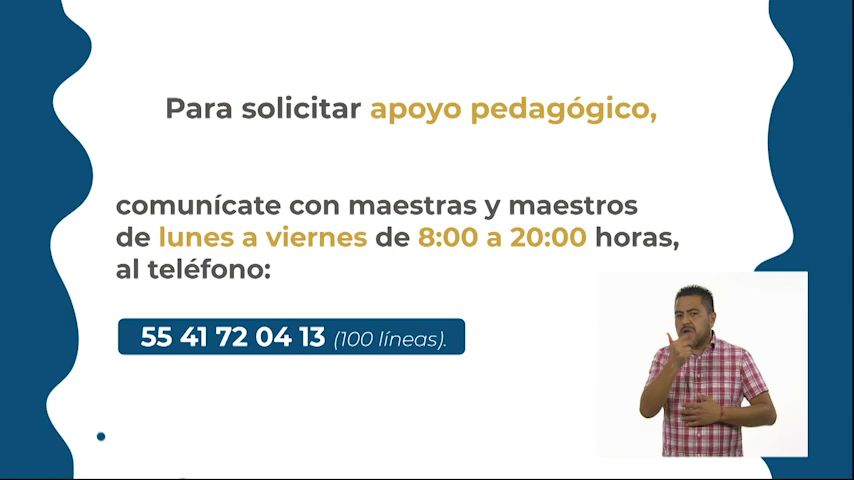 Para solicitar apoyo pedagógico,
comunícate con maestras y maestros
de lunes a viernes de 8:00 a 20:00 horas,
al teléfono:
55 41 72 04 13 (100 líneas).